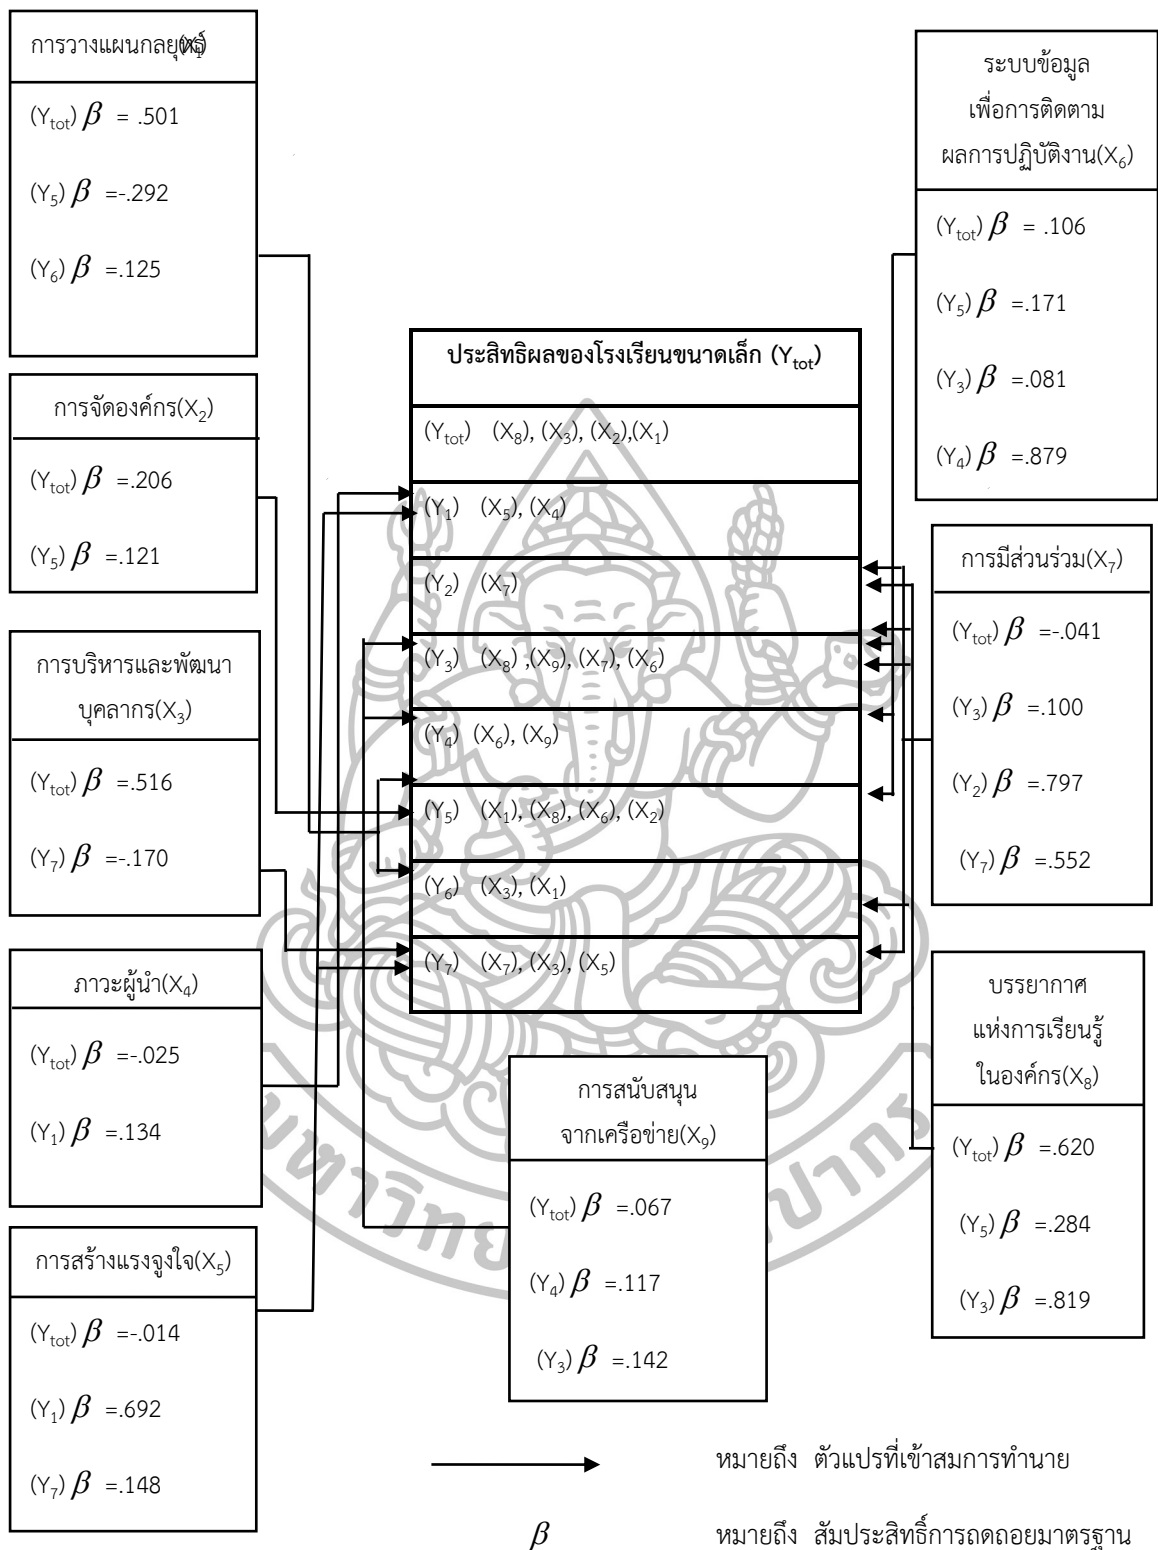 การวางแผนกลยุทธ์(X1)
(Ytot) β = .501
(Y5) β =-.292
(Y6) β =.125
การจัดองค์กร(X2)
(Ytot) β =.206
(Y5) β =.121
การบริหารและพัฒนา
บุคลากร(X3)
(Ytot) β =.516
(Y7) β =-.170
ภาวะผู้นำ(X4)
(Ytot) β =-.025
(Y1) β =.134
การสร้างแรงจูงใจ(X5)
(Ytot) β =-.014
(Y1) β =.692
(Y7) β =.148
ประสิทธิผลของโรงเรียนขนาดเล็ก (Ytot)
(Ytot) (X8), (X3), (X2),(X1)
(Y1) (X5), (X4)
(Y2) (X7)
(Y3) (X8) ,(X9), (X7), (X6)
(Y4) (X6), (X9)
(Y5) (X1), (X8), (X6), (X2)
(Y6) (X3), (X1)
(Y7) (X7), (X3), (X5)
การสนับสนุน
จากเครือข่าย(X9)
(Ytot) β =.067
(Y4) β =.117
(Y3) β =.142
ระบบข้อมูล
เพื่อการติดตาม
ผลการปฏิบัติงาน(X6)
(Ytot) β = .106
(Y5) β =.171
(Y3) β =.081
(Y4) β =.879
การมีส่วนร่วม(X7)
(Ytot) β =-.041
(Y3) β =.100
(Y2) β =.797
(Y7) β =.552
บรรยากาศ
แห่งการเรียนรู้
ในองค์กร(X8)
(Ytot) β =.620
(Y5) β =.284
(Y3) β =.819
หมายถึง ตัวแปรที่เข้าสมการทำนาย
β หมายถึง สัมประสิทธิ์การถดถอยมาตรฐาน